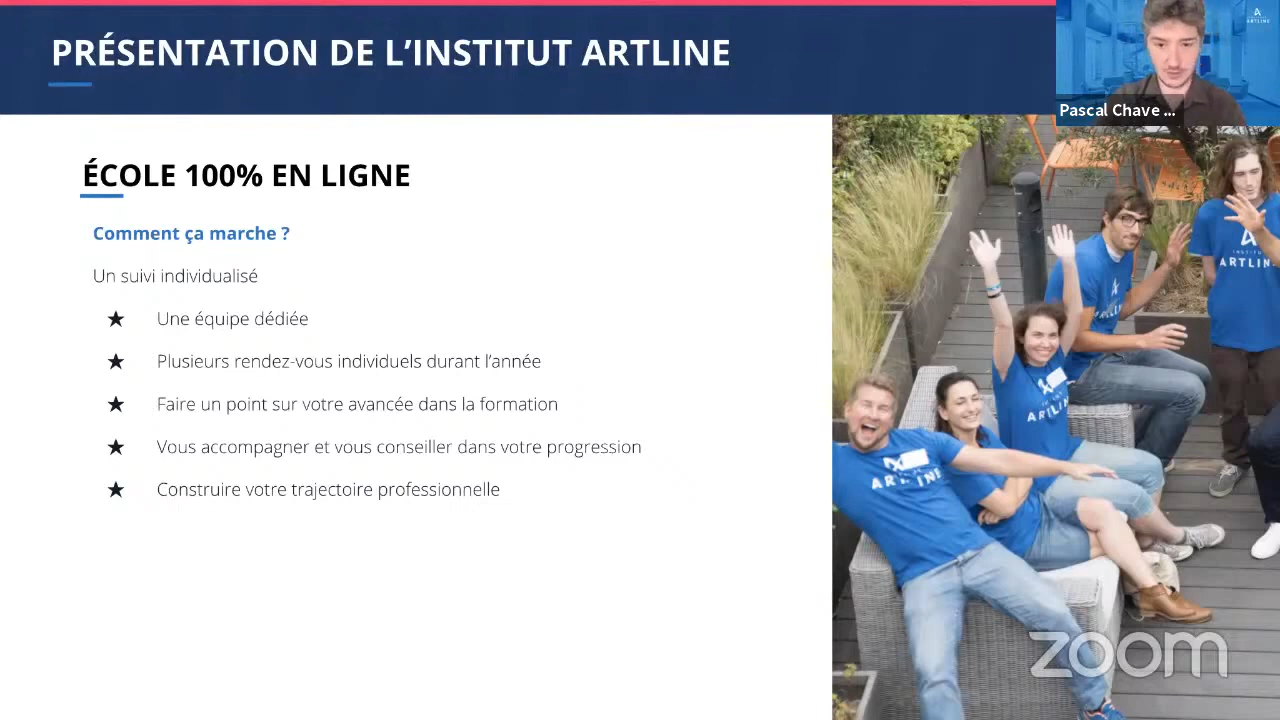 PRÉSENTATION DE L’INSTITUT ARTLINE
ARTLINE
Pascal Chave ...
ÉCOLE 100% EN LIGNE
Comment ça marche ?
Un suivi individualisé
★ Une équipe dédiée
★ Plusieurs rendez-vous individuels durant l’année
★ Faire un point sur votre avancée dans la formation
★ Vous accompagner et vous conseiller dans votre progression
★ Construire votre trajectoire professionnelle
zoom